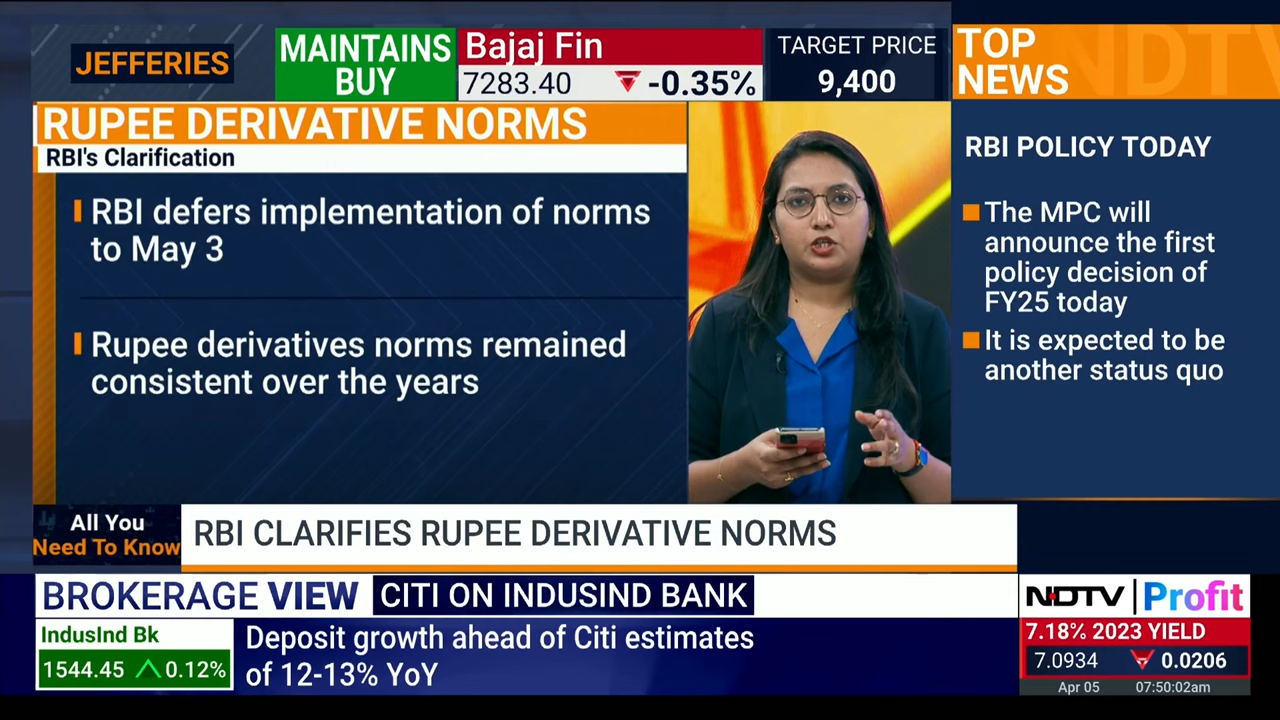 JEFFERIES
MAINTAINS
BUY
Bajaj Fin
7283.40 -0.35%
TARGET PRICE
9,400
TOP
NEWS
RUPEE DERIVATIVE NORMS
RBI's Clarification
RBI defers implementation of norms
to May 3
Rupee derivatives norms remained
consistent over the years
RBI POLICY TODAY
The MPC will
announce the first
policy decision of
FY25 today
It is expected to be
another status quo
All You
Need To Know
RBI CLARIFIES RUPEE DERIVATIVE NORMS
BROKERAGE VIEW CITI ON INDUSIND BANK
IndusInd Bk
1544.45 0.12%
Deposit growth ahead of Citi estimates
of 12-13% YoY
NDTV Profit
7.18% 2023 YIELD
7.0934 0.0206
Apr 05 07:50:02am
NDTV